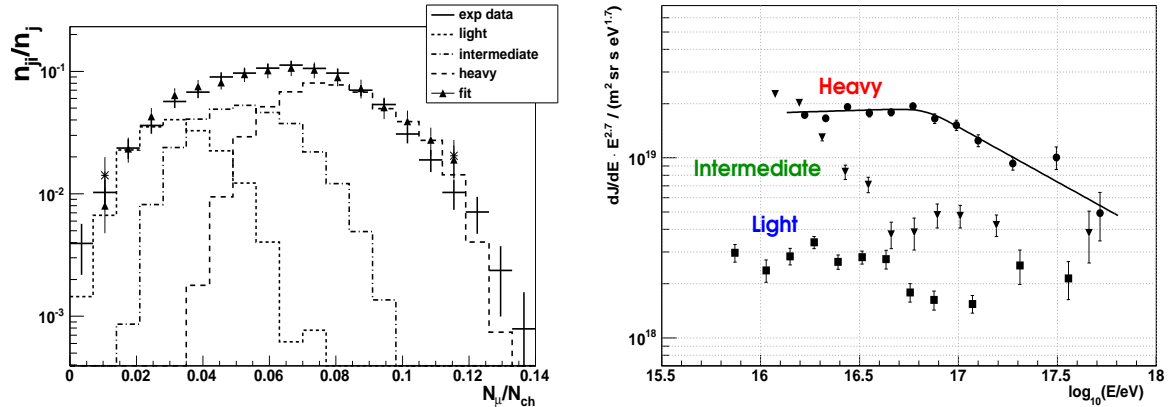 n_ji/n_j
exp data
light
intermediate
heavy
fit
10^-1
10^-2
10^-3
0 0.02 0.04 0.06 0.08 0.1 0.12 0.14
N_μ/N_ch
dJ/dE · E^2.7 / (m² sr s eV^1.7)
Heavy
Intermediate
Light
10^19
10^18
15.5 16 16.5 17 17.5 18
log_10(E/eV)